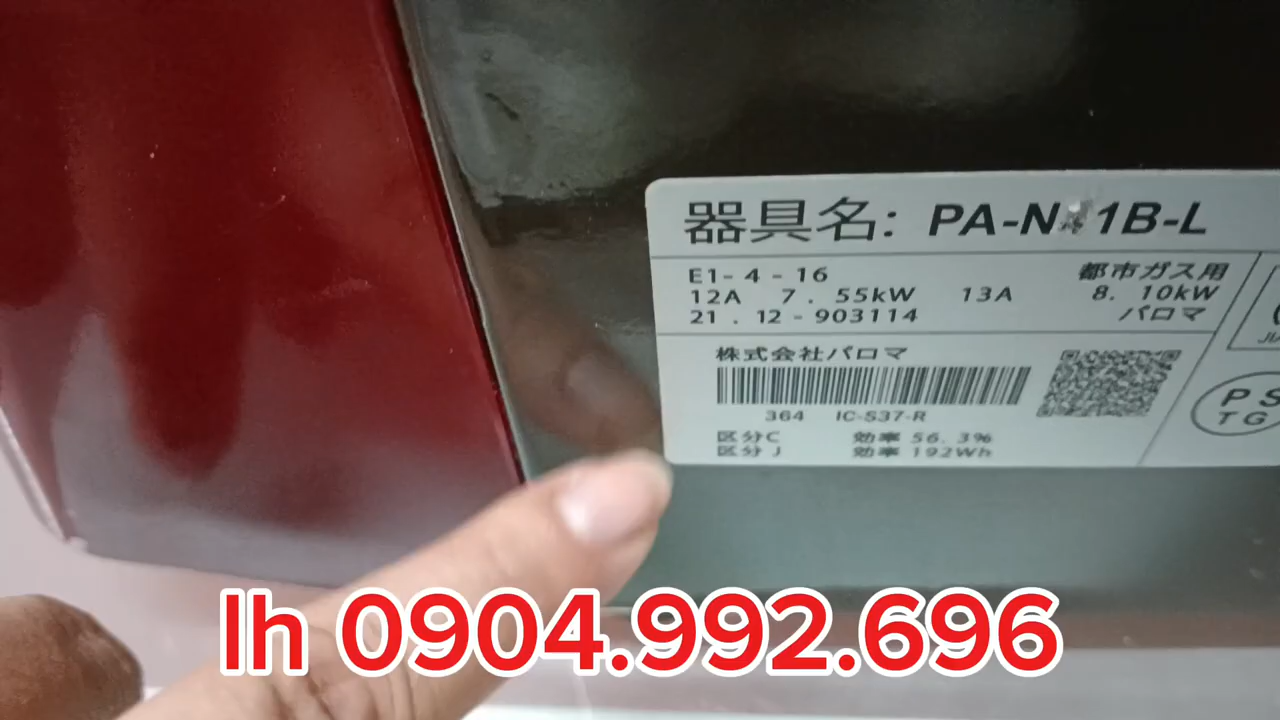 器具名: PA-N 1B-L
E1-4-16 都市ガス用
12A 7.55kW 13A 8.10kW
21.12-903114 パロマ
株式会社パロマ
364 IC-S37-R
区分C 効率 56.3%
区分J 効率 192Wh
PS
TG
lh 0904.992.696